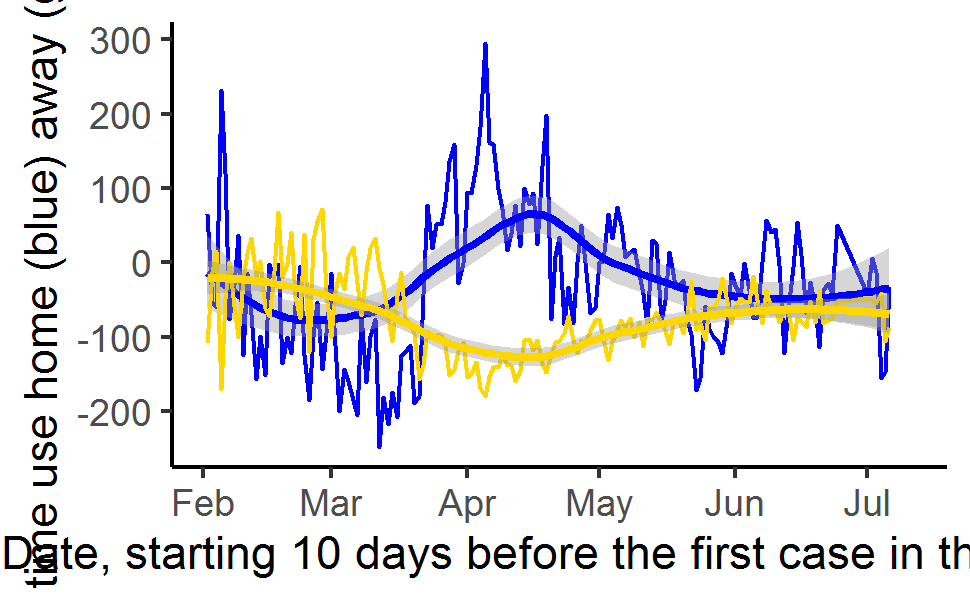 time use home (blue) away (g
300
200
100
0
-100
-200
Feb Mar Apr May Jun Jul
Date, starting 10 days before the first case in th